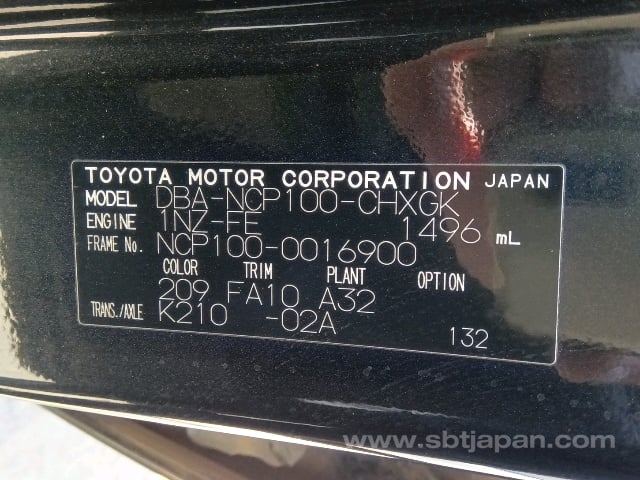 TOYOTA MOTOR CORPORATION JAPAN
MODEL DBA-NCP100-CHXGK
ENGINE 1NZ-FE 1496 mL
FRAME No. NCP100-0016900
COLOR TRIM PLANT OPTION
209 FA10 A32
TRANS./AXLE K210 -02A
132
www.sbtjapan.com